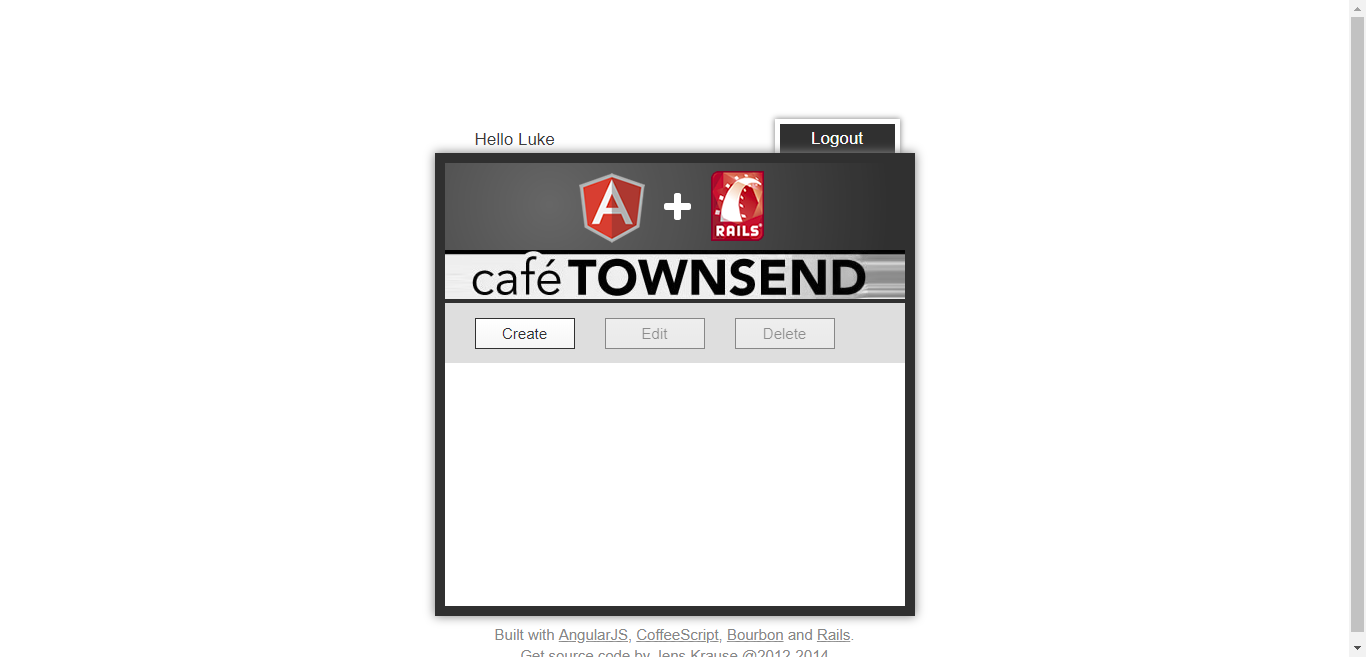 Hello Luke
Logout
RAILS
café TOWNSEND
Create
Edit
Delete
Built with AngularJS, CoffeeScript, Bourbon and Rails.
Get source code by Jens Krause @2012-2014